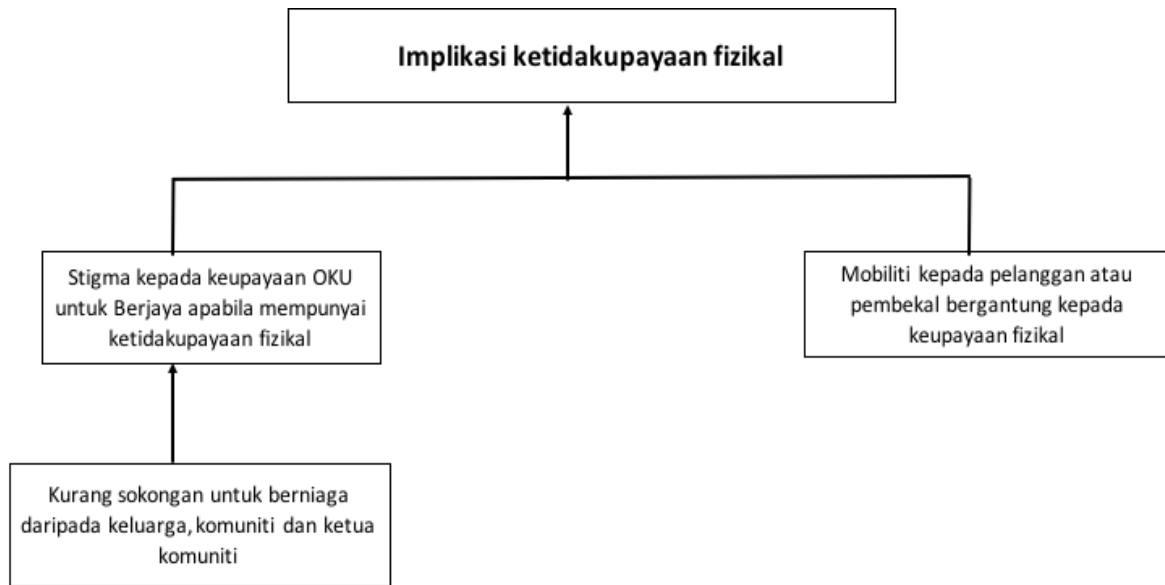 Implikasi ketidakupayaan fizikal
Stigma kepada keupayaan OKU
untuk Berjaya apabila mempunyai
ketidakupayaan fizikal
Mobiliti kepada pelanggan atau
pembekal bergantung kepada
keupayaan fizikal
Kurang sokongan untuk berniaga
daripada keluarga, komuniti dan ketua
komuniti